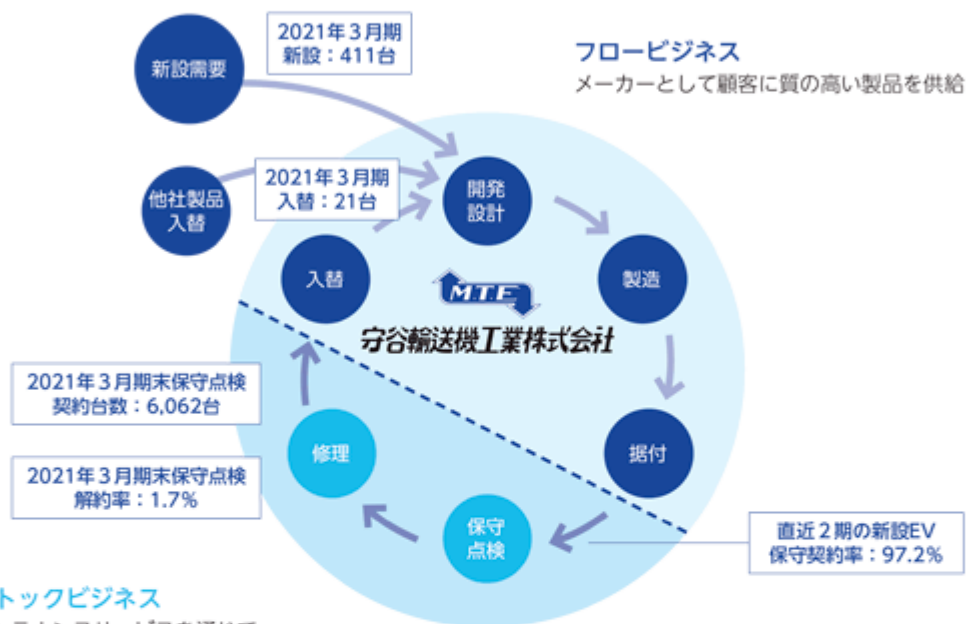 新設需要
2021年3月期
新設：411台
フロービジネス
メーカーとして顧客に質の高い製品を供給
他社製品
入替
2021年3月期
入替：21台
開発
設計
入替
製造
M.T.E
守谷輸送機工業株式会社
2021年3月期末保守点検
契約台数：6,062台
修理
据付
2021年3月期末保守点検
解約率：1.7%
保守
点検
直近2期の新設EV
保守契約率：97.2%
トックビジネス